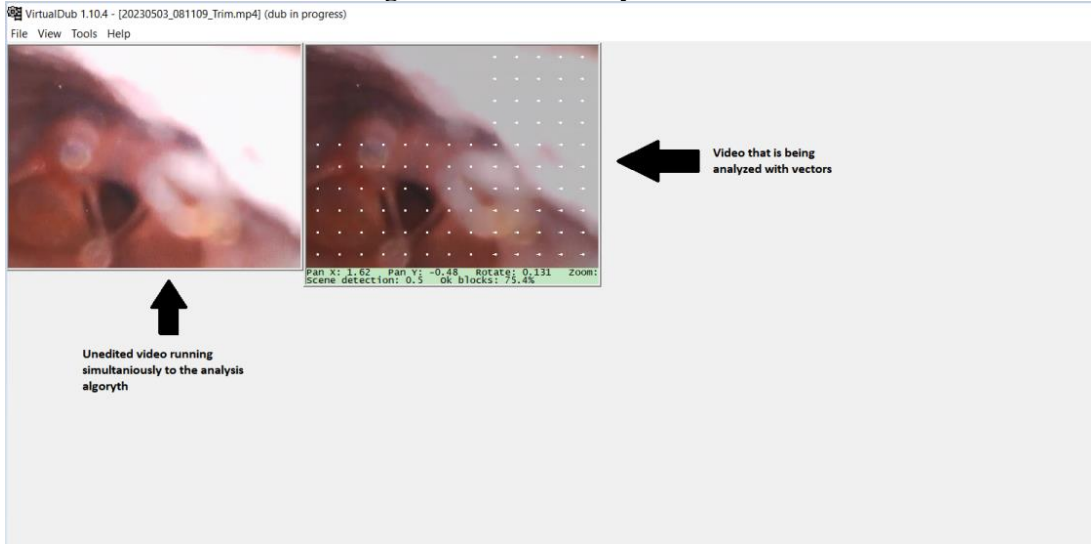 VirtualDub 1.10.4 - [20230503_081109_Trim.mp4] (dub in progress)
File View Tools Help
Video that is being
analyzed with vectors
Pan X: 1.62 Pan Y: -0.48 Rotate: 0.131 Zoom:
Scene detection: 0.5 Ok blocks: 75.4%
Unedited video running
simultaniously to the analysis
algoryth